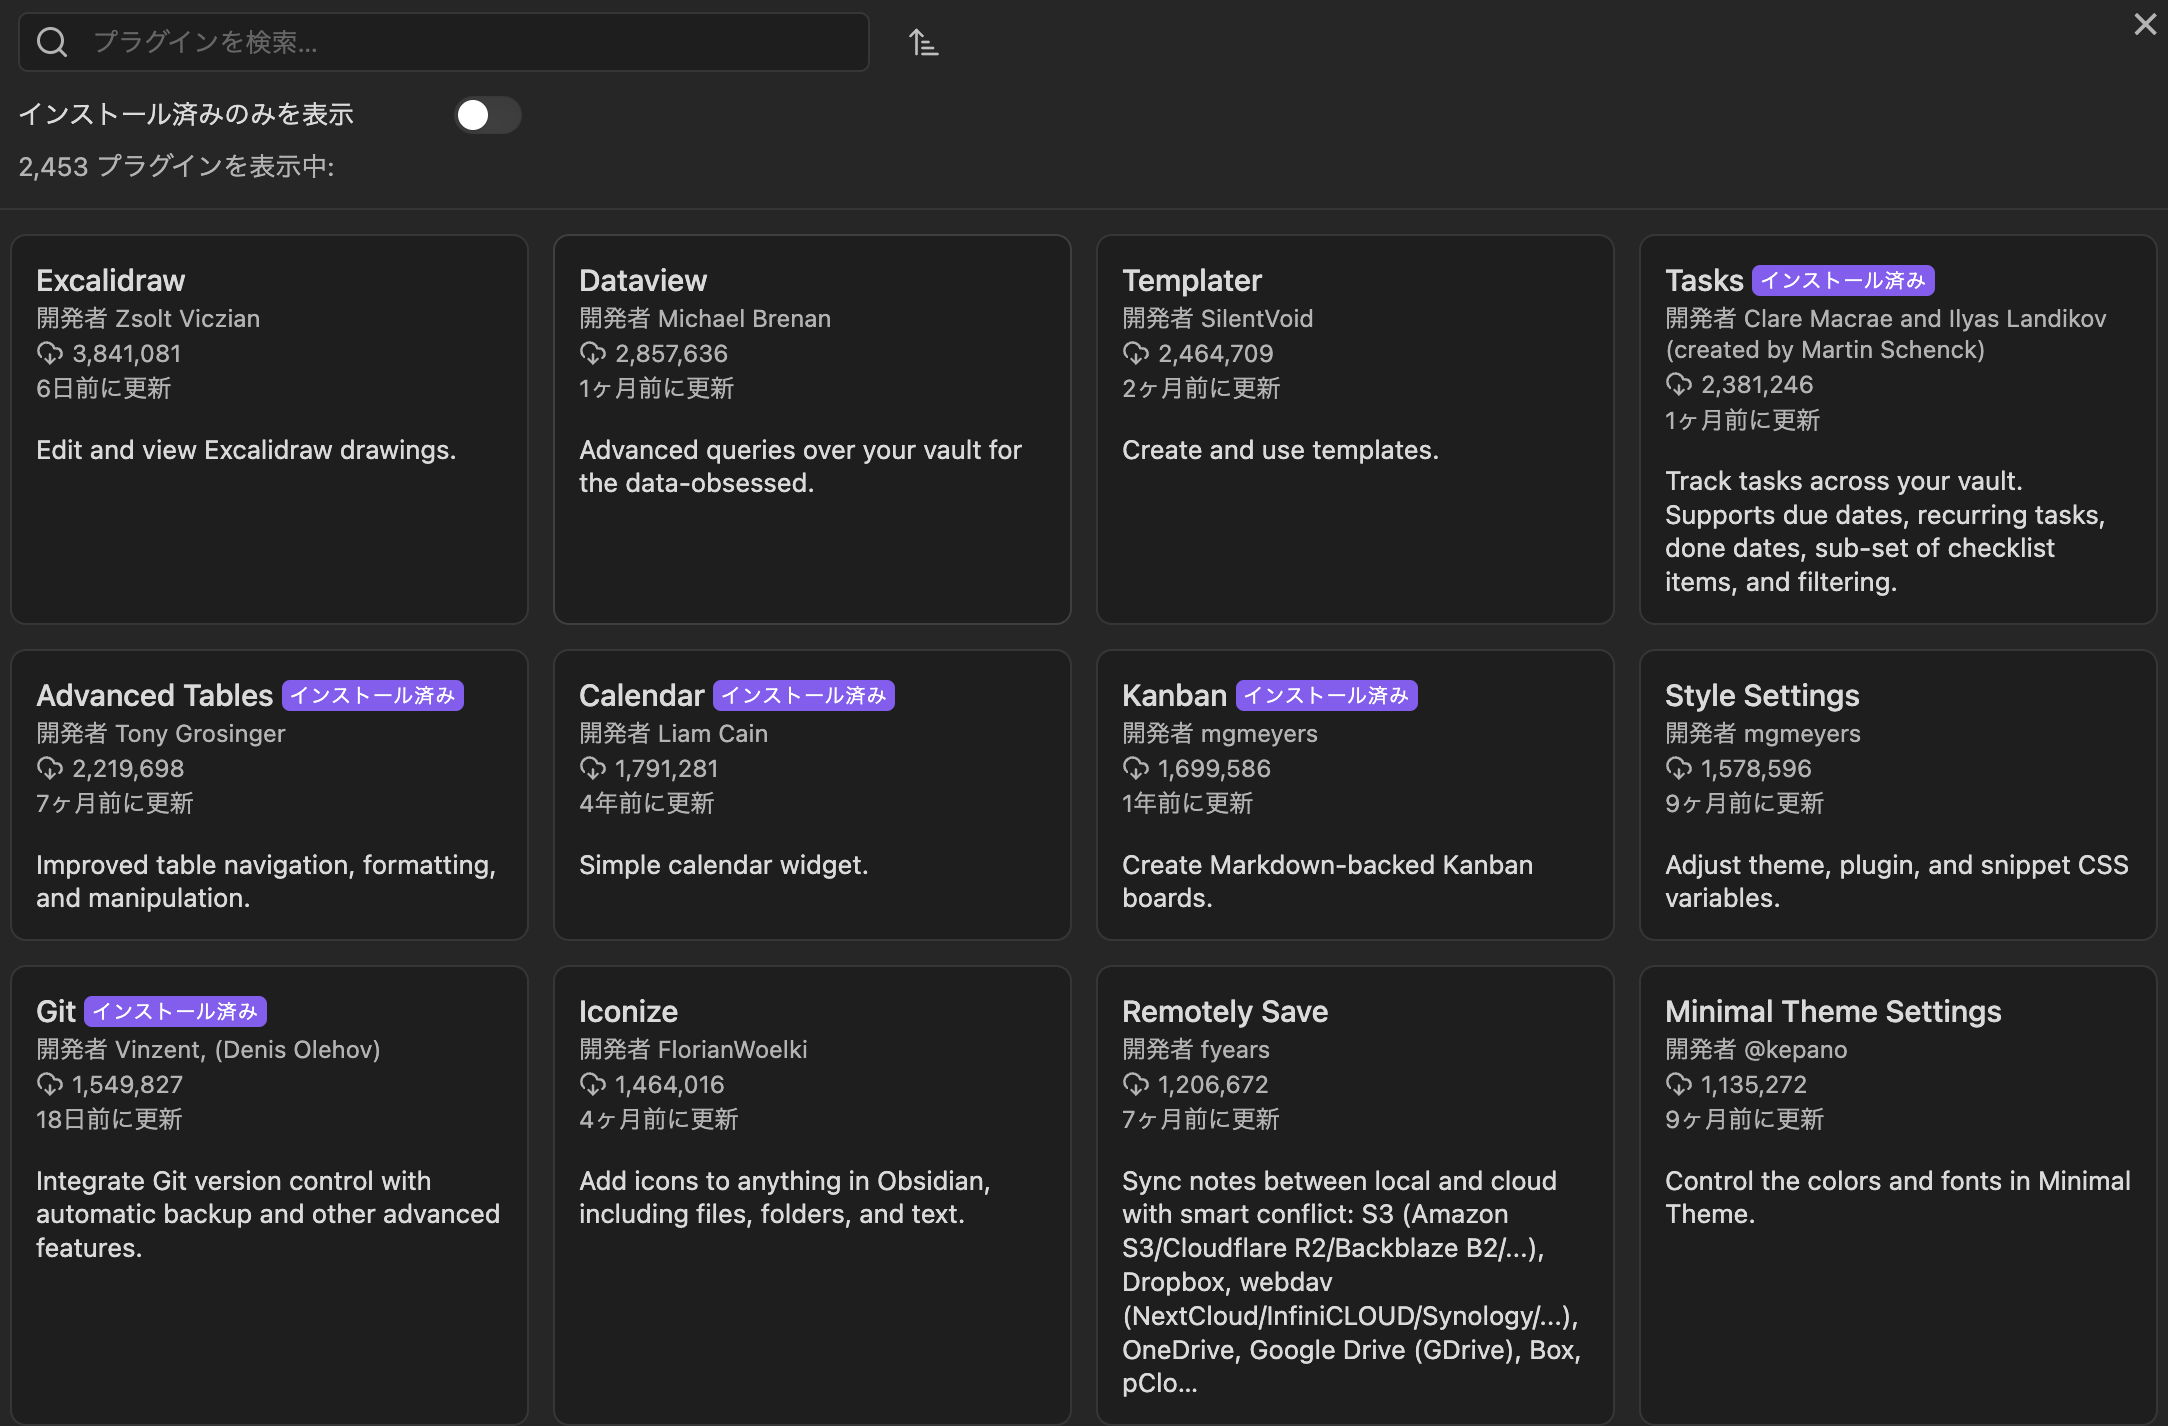 プラグインを検索...
インストール済みのみを表示
2,453 プラグインを表示中:
Excalidraw
開発者 Zsolt Viczian
3,841,081
6日前に更新
Edit and view Excalidraw drawings.
Dataview
開発者 Michael Brenan
2,857,636
1ヶ月前に更新
Advanced queries over your vault for
the data-obsessed.
Templater
開発者 SilentVoid
2,464,709
2ヶ月前に更新
Create and use templates.
Tasks インストール済み
開発者 Clare Macrae and Ilyas Landikov
(created by Martin Schenck)
2,381,246
1ヶ月前に更新
Track tasks across your vault.
Supports due dates, recurring tasks,
done dates, sub-set of checklist
items, and filtering.
Advanced Tables インストール済み
開発者 Tony Grosinger
2,219,698
7ヶ月前に更新
Improved table navigation, formatting,
and manipulation.
Calendar インストール済み
開発者 Liam Cain
1,791,281
4年前に更新
Simple calendar widget.
Kanban インストール済み
開発者 mgmeyers
1,699,586
1年前に更新
Create Markdown-backed Kanban
boards.
Style Settings
開発者 mgmeyers
1,578,596
9ヶ月前に更新
Adjust theme, plugin, and snippet CSS
variables.
Git インストール済み
開発者 Vinzent, (Denis Olehov)
1,549,827
18日前に更新
Integrate Git version control with
automatic backup and other advanced
features.
Iconize
開発者 FlorianWoelki
1,464,016
4ヶ月前に更新
Add icons to anything in Obsidian,
including files, folders, and text.
Remotely Save
開発者 fyears
1,206,672
7ヶ月前に更新
Sync notes between local and cloud
with smart conflict: S3 (Amazon
S3/Cloudflare R2/Backblaze B2/...),
Dropbox, webdav
(NextCloud/InfiniCLOUD/Synology/...),
OneDrive, Google Drive (GDrive), Box,
pClo...
Minimal Theme Settings
開発者 @kepano
1,135,272
9ヶ月前に更新
Control the colors and fonts in Minimal
Theme.